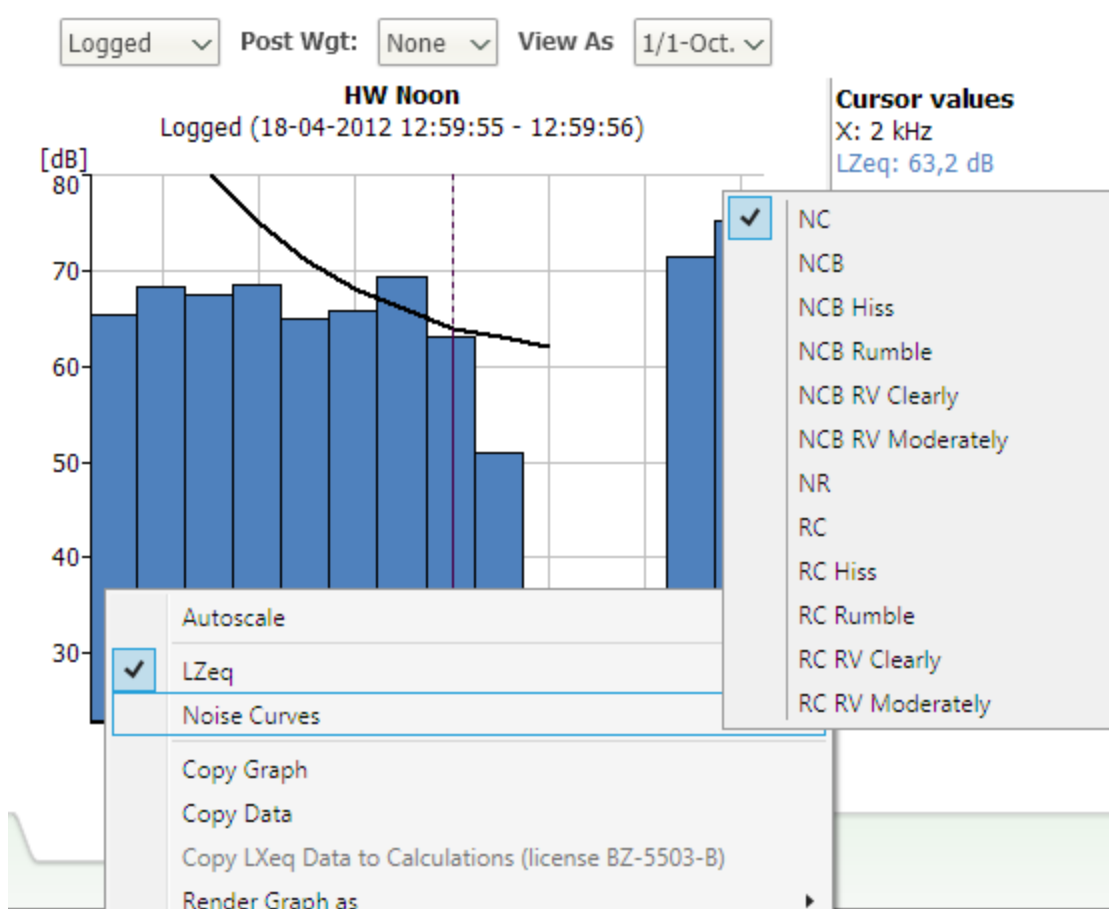 Logged Post Wgt: None View As 1/1-Oct.
HW Noon
Logged (18-04-2012 12:59:55 - 12:59:56)
Cursor values
X: 2 kHz
LZeq: 63,2 dB
[dB]
80
70
60
50
40
30
NC
NCB
NCB Hiss
NCB Rumble
NCB RV Clearly
NCB RV Moderately
NR
RC
RC Hiss
RC Rumble
RC RV Clearly
RC RV Moderately
Autoscale
LZeq
Noise Curves
Copy Graph
Copy Data
Copy LXeq Data to Calculations (license BZ-5503-B)
Render Graph as